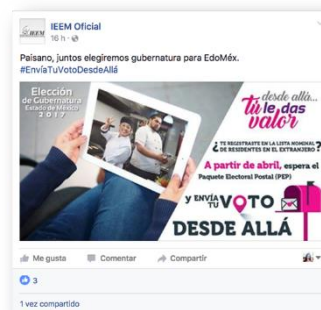 IEEM
IEEM Oficial
16 h ·
Paisano, juntos elegiremos gubernatura para EdoMéx.
#EnvíaTuVotoDesdeAllá
Elección
de Gubernatura
Estado de México
2017
desde allá...
tú le das
valor
¿TE REGISTRASTE EN LA LISTA NOMINAL
DE RESIDENTES EN EL EXTRANJERO?
A partir de abril, espera el
Paquete Electoral Postal (PEP)
Y ENVÍA
TU VOTO
DESDE ALLÁ
Me gusta Comentar Compartir
3
1 vez compartido